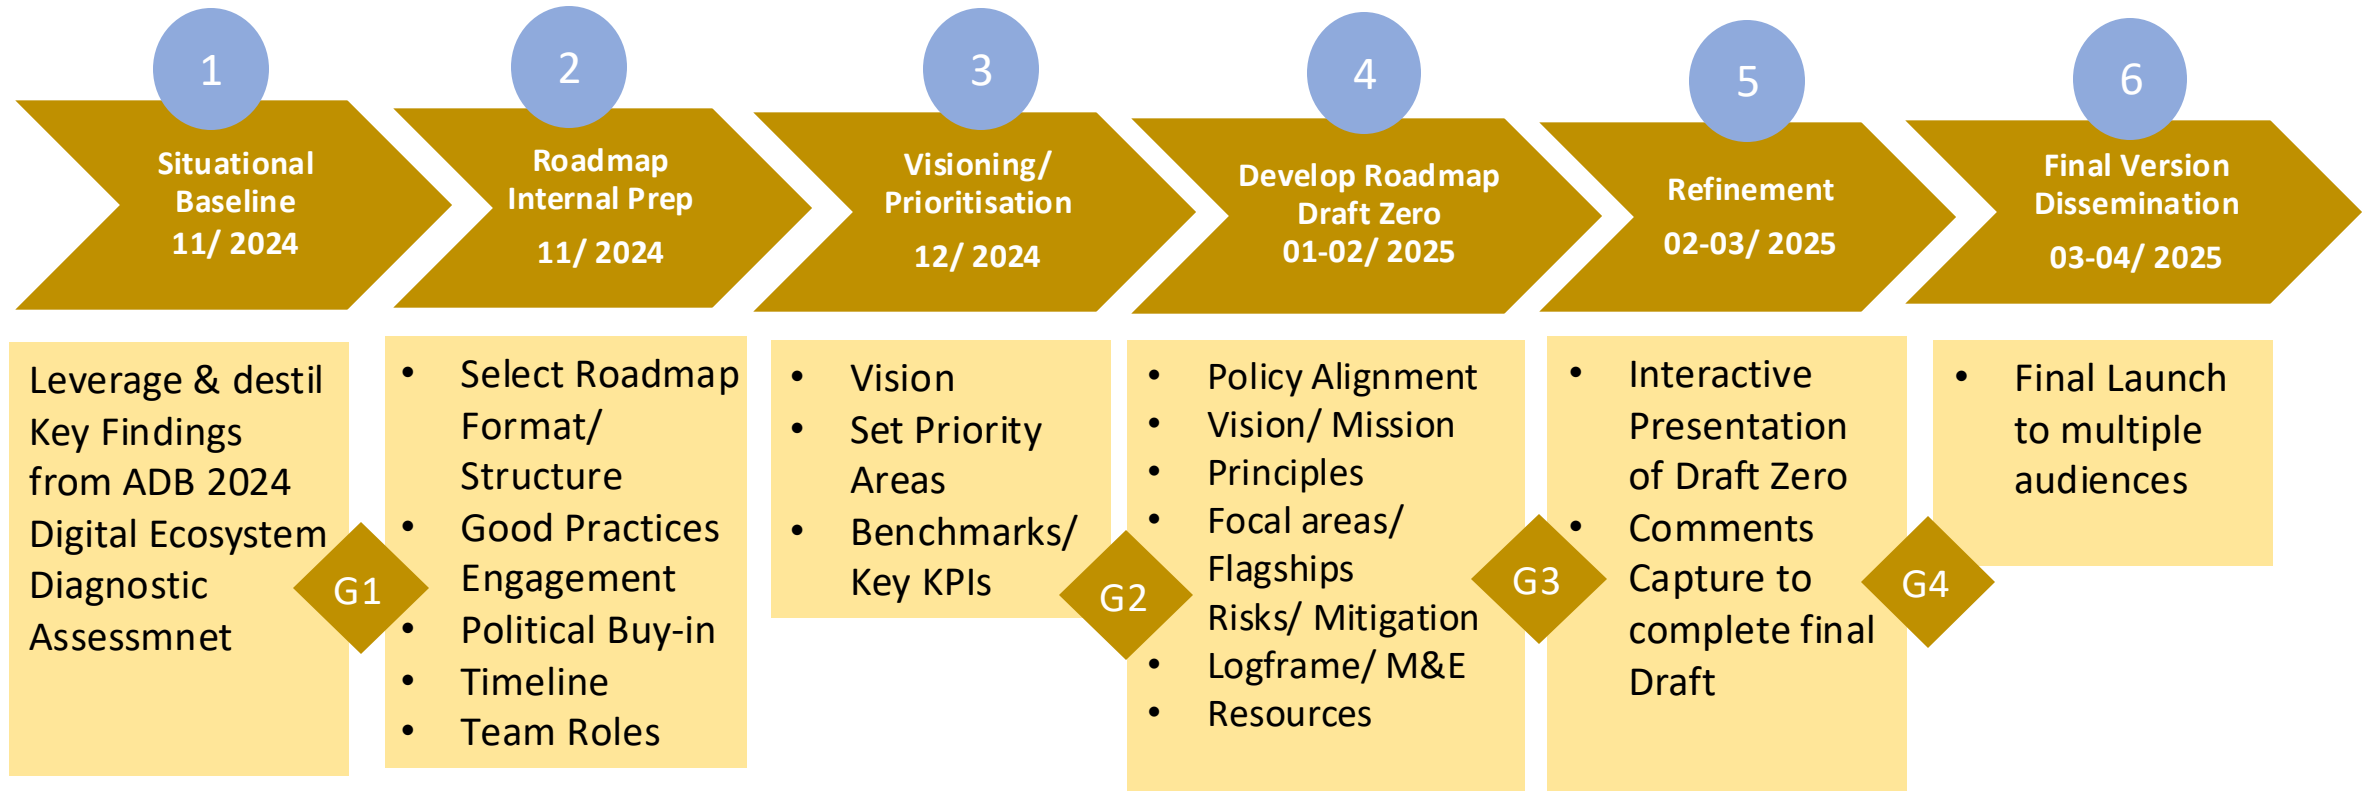 1
Situational
Baseline
11/ 2024
2
Roadmap
Internal Prep
11/ 2024
3
Visioning/
Prioritisation
12/ 2024
4
Develop Roadmap
Draft Zero
01-02/ 2025
5
Refinement
02-03/ 2025
6
Final Version
Dissemination
03-04/ 2025
Leverage & destil
Key Findings
from ADB 2024
Digital Ecosystem
Diagnostic
Assessmnet
G1
• Select Roadmap
Format/
Structure
• Good Practices
Engagement
• Political Buy-in
• Timeline
• Team Roles
• Vision
• Set Priority
Areas
• Benchmarks/
Key KPIs
G2
• Policy Alignment
• Vision/ Mission
• Principles
• Focal areas/
Flagships
Risks/ Mitigation
• Logframe/ M&E
• Resources
G3
• Interactive
Presentation
of Draft Zero
• Comments
Capture to
complete final
Draft
G4
• Final Launch
to multiple
audiences